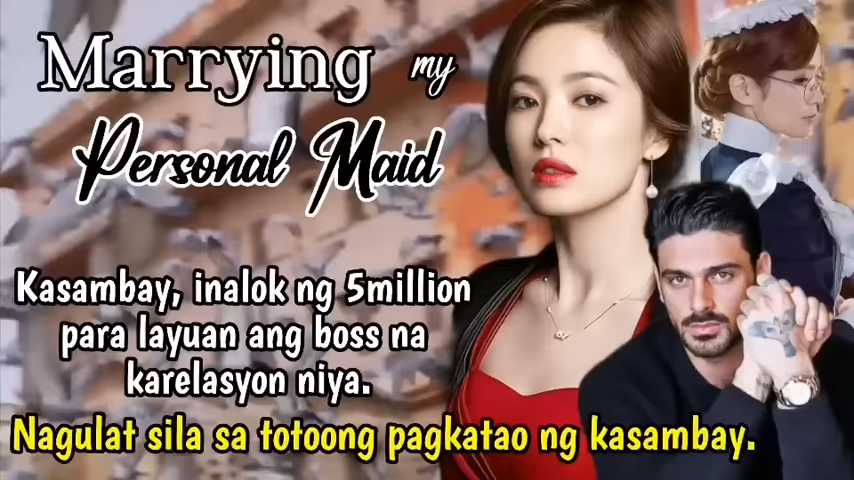 Marrying my
Personal Maid
Kasambay, inalok ng 5million
para layuan ang boss na
karelasyon niya.
Nagulat sila sa totoong pagkatao ng kasambay.